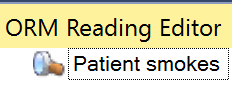 ORM Reading Editor
Patient smokes